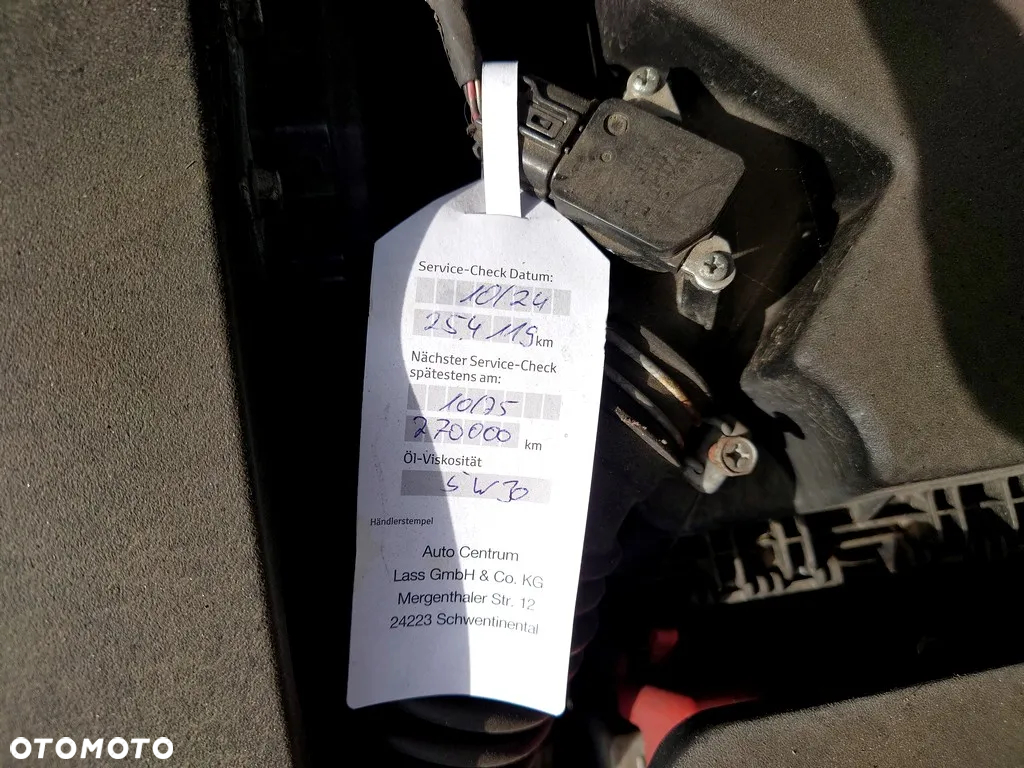 Service-Check Datum:
10/24
254119 km
Nächster Service-Check
spätestens am:
10/25
270000 km
Öl-Viskosität
5W30
Händlerstempel
Auto Centrum
Lass GmbH & Co. KG
Mergenthaler Str. 12
24223 Schwentinental
OTOMOTO